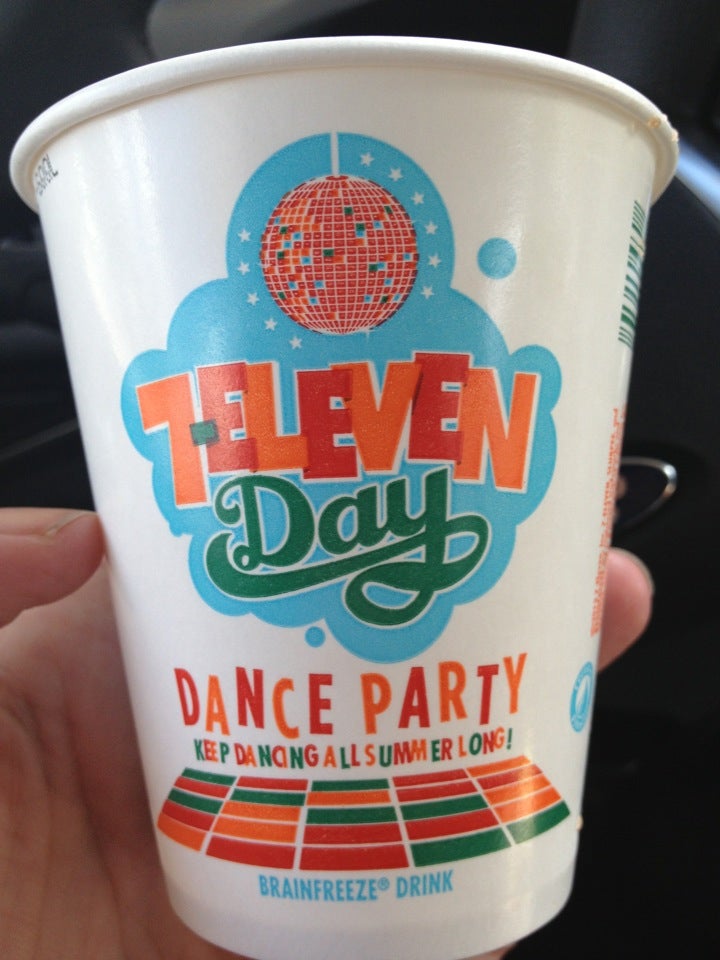 7-ELEVEN
Day
DANCE PARTY
KEEP DANCING ALL SUMMER LONG!
BRAINFREEZE® DRINK